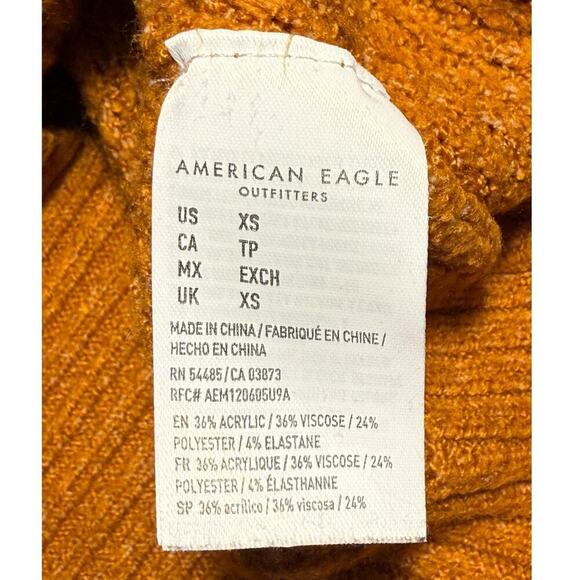 AMERICAN EAGLE
OUTFITTERS
US XS
CA TP
MX EXCH
UK XS
MADE IN CHINA / FABRIQUÉ EN CHINE /
HECHO EN CHINA
RN 54485 / CA 03873
RFC# AEM120605U9A
EN 36% ACRYLIC / 36% VISCOSE / 24%
POLYESTER / 4% ELASTANE
FR 36% ACRYLIQUE / 36% VISCOSE / 24%
POLYESTER / 4% ÉLASTHANNE
SP 36% acrílico / 36% viscosa / 24%